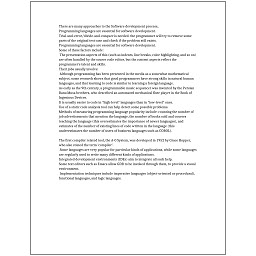 There are many approaches to the Software development process.
Programming languages are essential for software development.
Trial-and-error/divide-and-conquer is needed: the programmer will try to remove some
parts of the original test case and check if the problem still exists.
Programming languages are essential for software development.
Some of these factors include:
The presentation aspects of this (such as indents, line breaks, color highlighting, and so
on) are often handled by the source code editor, but the content aspects reflect the
programmer's talent and skills.
Their jobs usually involve:
Although programming has been presented in the media as a somewhat mathematical
subject, some research shows that good programmers have strong skills in natural human
languages, and that learning to code is similar to learning a foreign language.
As early as the 9th century, a programmable music sequencer was invented by the Persian
Banu Musa brothers, who described an automated mechanical flute player in the Book of
Ingenious Devices.
It is usually easier to code in "high-level" languages than in "low-level" ones.
Use of a static code analysis tool can help detect some possible problems.
Methods of measuring programming language popularity include: counting the number of
job advertisements that mention the language, the number of books sold and courses
teaching the language (this overestimates the importance of newer languages), and
estimates of the number of existing lines of code written in the language (this
underestimates the number of users of business languages such as COBOL).
The first compiler related tool, the A-0 System, was developed in 1952 by Grace Hopper,
who also coined the term 'compiler'.
Some languages are very popular for particular kinds of applications, while some languages
are regularly used to write many different kinds of applications.
Integrated development environments (IDEs) aim to integrate all such help.
Some text editors such as Emacs allow GDB to be invoked through them, to provide a visual
environment.
Implementation techniques include imperative languages (object-oriented or procedural),
functional languages, and logic languages.